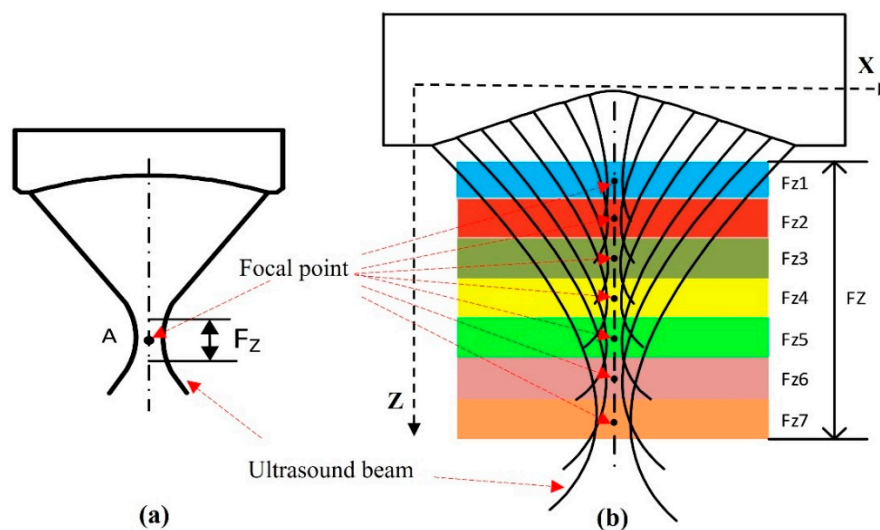 X
Fz1
Fz2
Fz3
Focal point
Fz4
FZ
A
Fz
Fz5
Z
Fz6
Fz7
Ultrasound beam
(a)
(b)